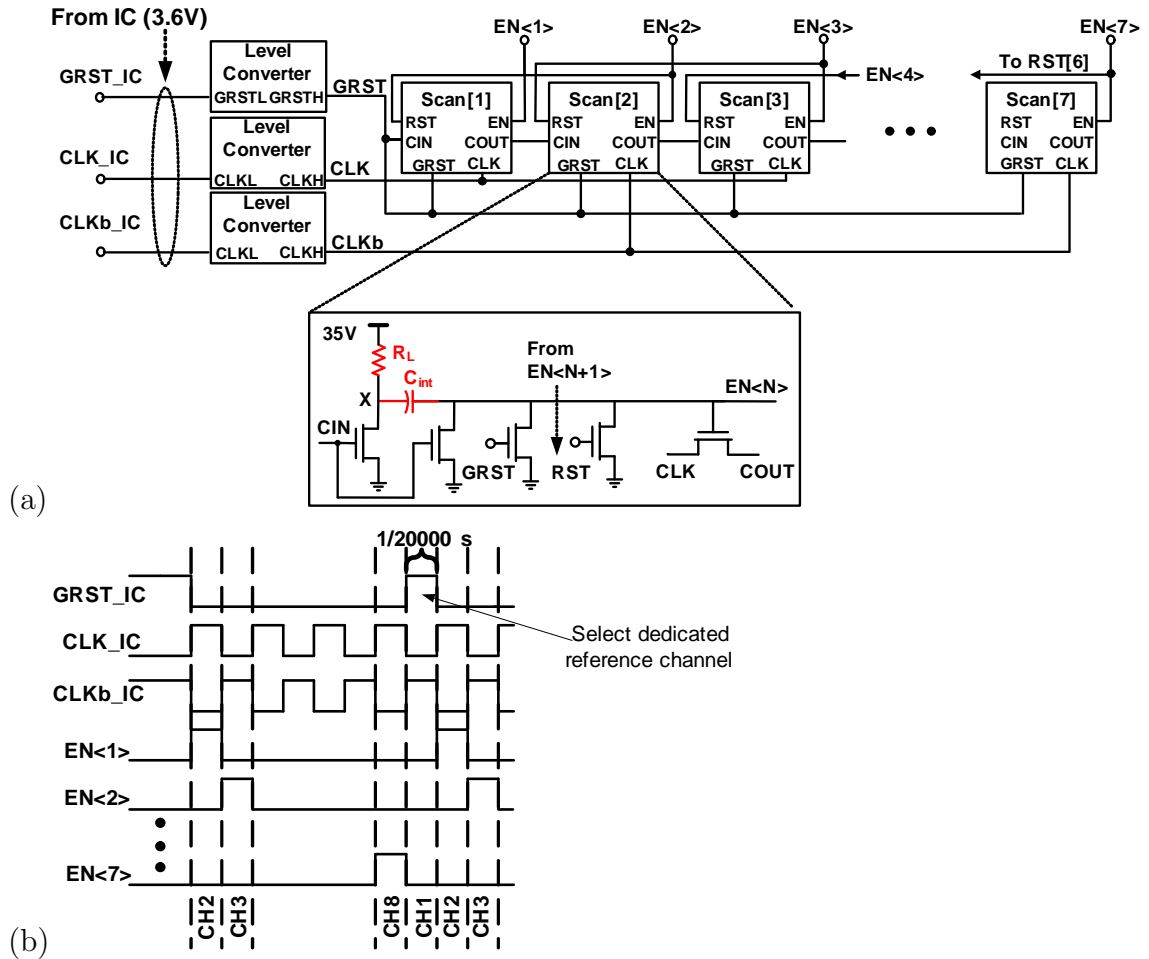 From IC (3.6V)
EN<1>
EN<2>
EN<3>
EN<7>
GRST_IC
Level
Converter
GRSTL GRSTH
GRST
EN<4>
To RST[6]
Scan[1]
RST
EN
CIN
COUT
GRST
CLK
Scan[2]
RST
EN
CIN
COUT
GRST
CLK
Scan[3]
RST
EN
CIN
COUT
GRST
CLK
Scan[7]
RST
EN
CIN
COUT
GRST
CLK
CLK_IC
Level
Converter
CLKL CLKH
CLK
CLKb_IC
Level
Converter
CLKL CLKH
CLKb
35V
RL
Cint
X
CIN
From
EN<N+1>
EN<N>
GRST
RST
CLK
COUT
(a)
1/20000 s
GRST_IC
CLK_IC
Select dedicated
reference channel
CLKb_IC
EN<1>
EN<2>
EN<7>
CH2
CH3
CH8
CH1
CH2
CH3
(b)